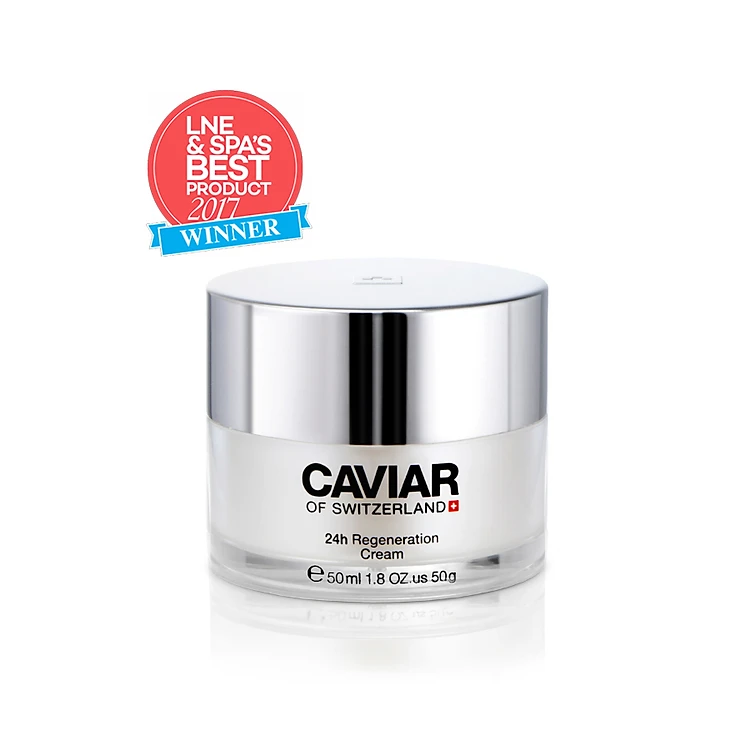 LNE
& SPA'S
BEST
PRODUCT
2017
WINNER
CAVIAR
OF SWITZERLAND
24h Regeneration
Cream
℮ 50ml 1.8 OZ.us 50g